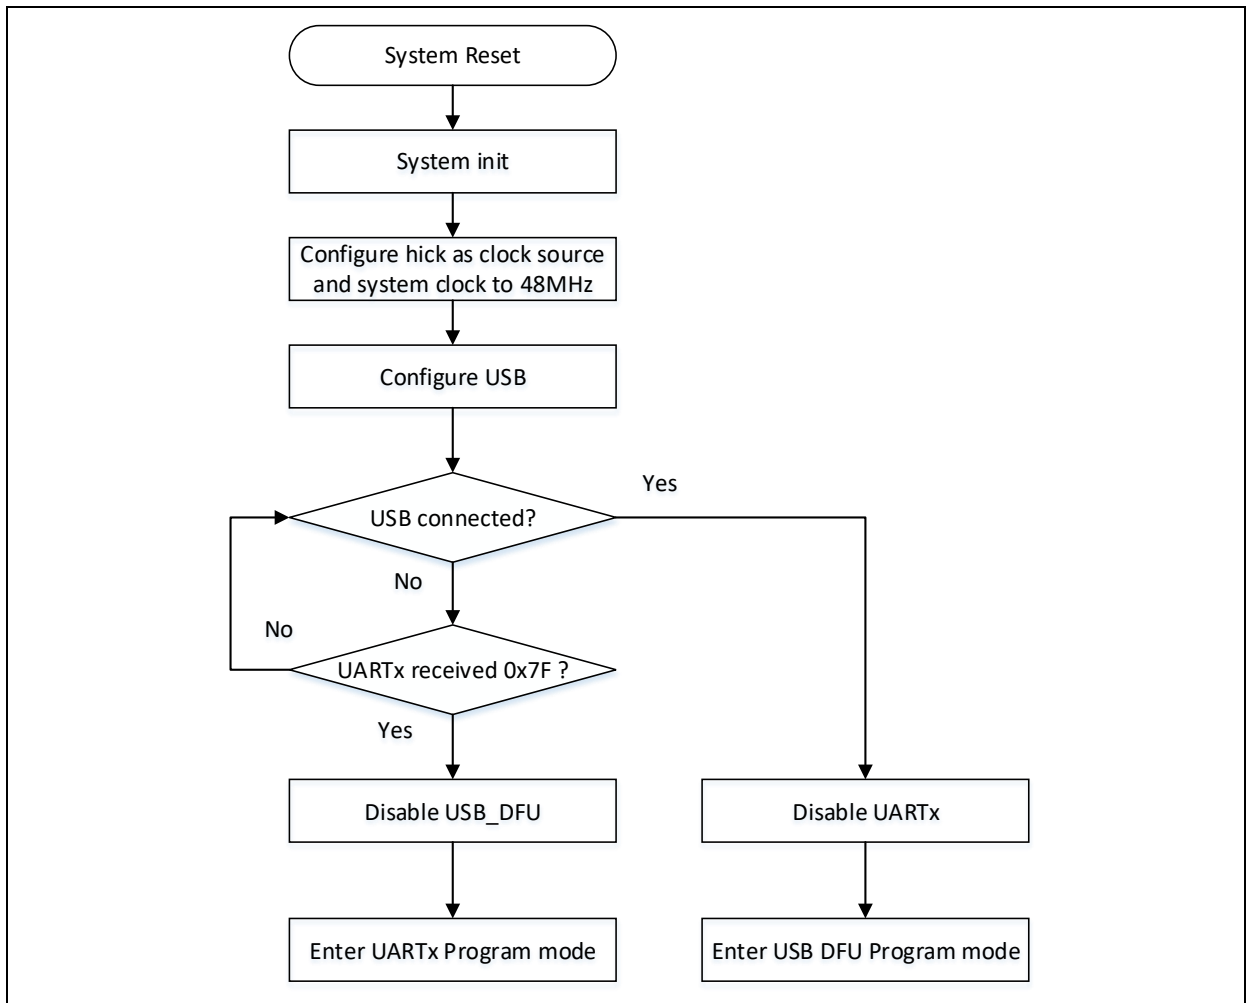 System Reset
System init
Configure hick as clock source
and system clock to 48MHz
Configure USB
Yes
USB connected?
No
No
UARTx received 0x7F ?
Yes
Disable USB_DFU
Disable UARTx
Enter UARTx Program mode
Enter USB DFU Program mode